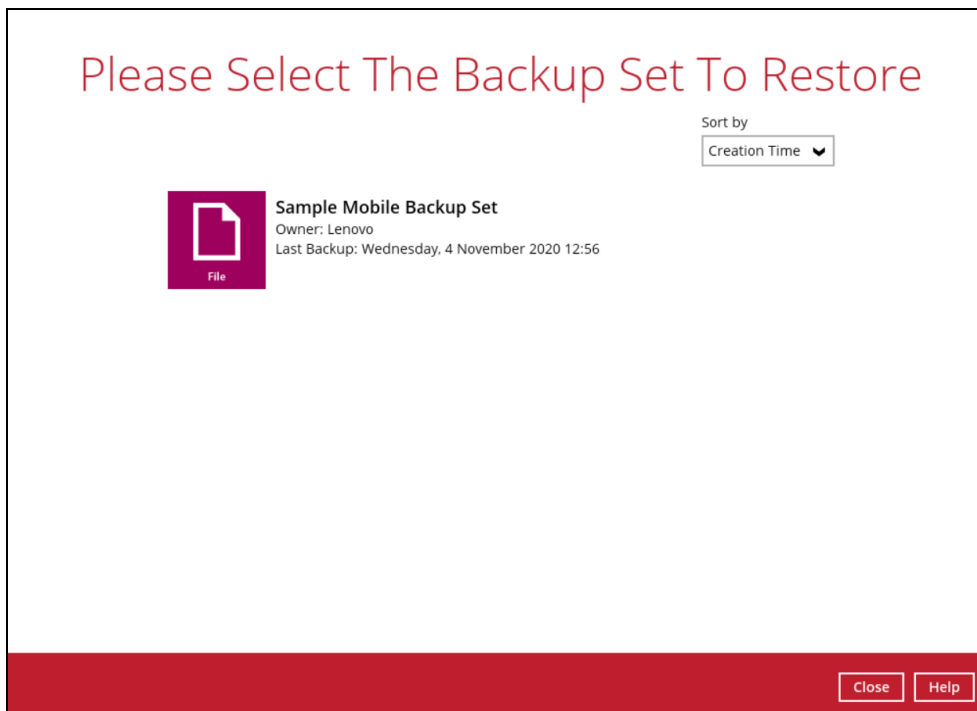 Please Select The Backup Set To Restore
Sort by
Creation Time
Sample Mobile Backup Set
Owner: Lenovo
Last Backup: Wednesday, 4 November 2020 12:56
File
Close
Help